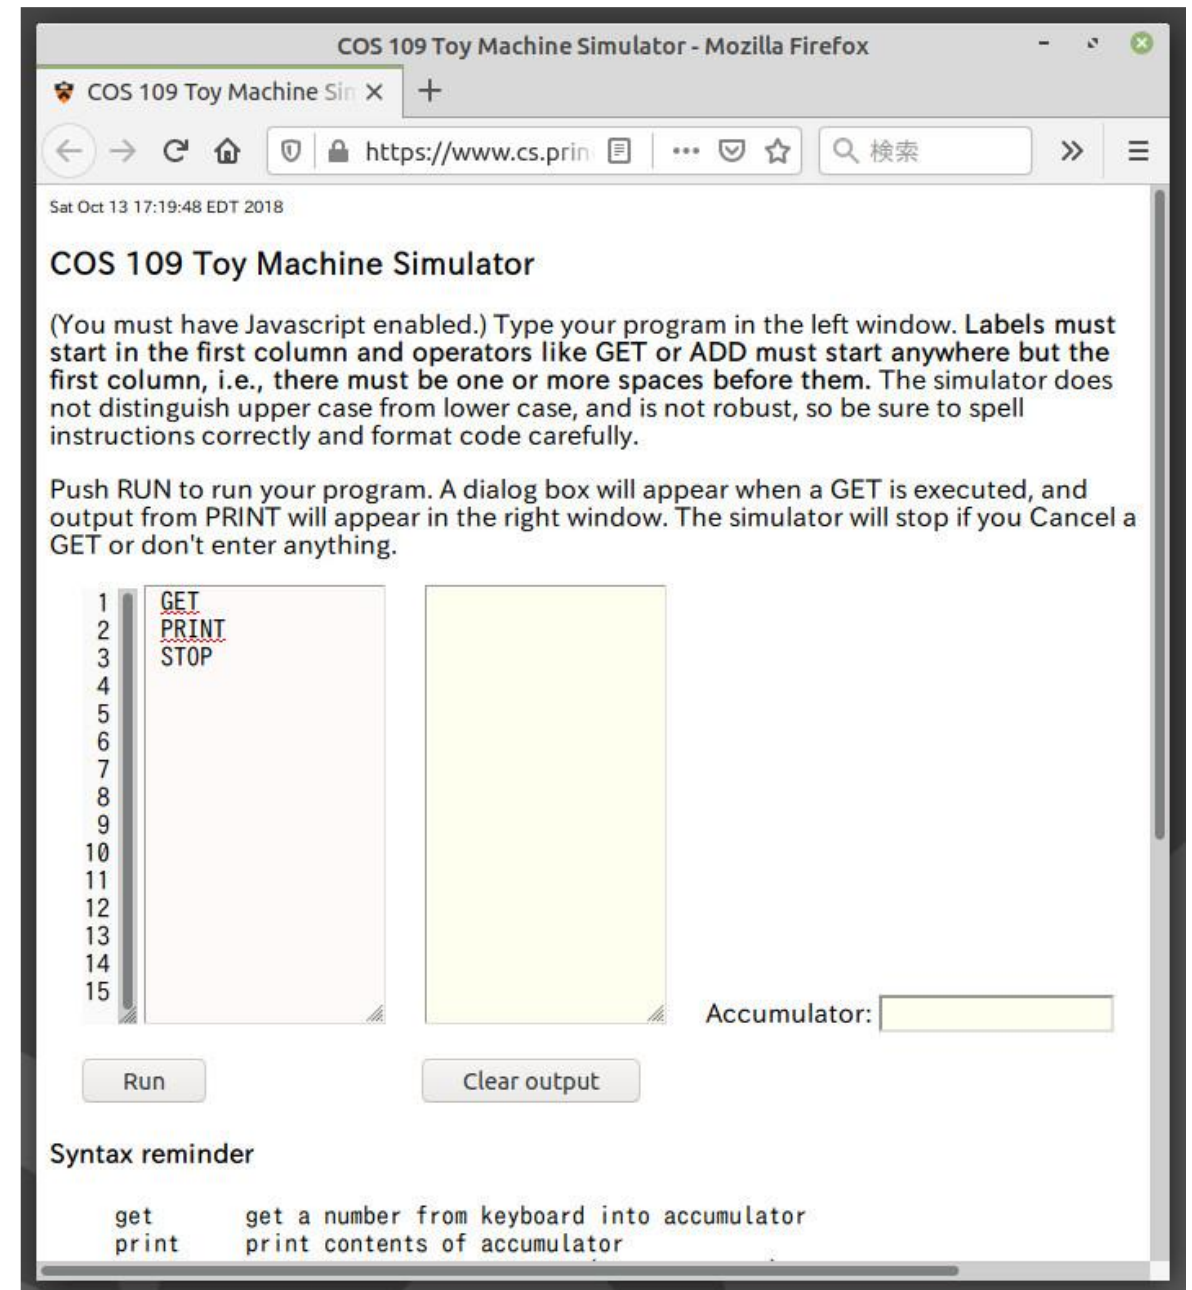 COS 109 Toy Machine Simulator - Mozilla Firefox
COS 109 Toy Machine Sim
https://www.cs.prin
検索
Sat Oct 13 17:19:48 EDT 2018
COS 109 Toy Machine Simulator
(You must have Javascript enabled.) Type your program in the left window. Labels must
start in the first column and operators like GET or ADD must start anywhere but the
first column, i.e., there must be one or more spaces before them. The simulator does
not distinguish upper case from lower case, and is not robust, so be sure to spell
instructions correctly and format code carefully.
Push RUN to run your program. A dialog box will appear when a GET is executed, and
output from PRINT will appear in the right window. The simulator will stop if you Cancel a
GET or don't enter anything.
1 GET
2 PRINT
3 STOP
4
5
6
7
8
9
10
11
12
13
14
15
Accumulator:
Run Clear output
Syntax reminder
get get a number from keyboard into accumulator
print print contents of accumulator